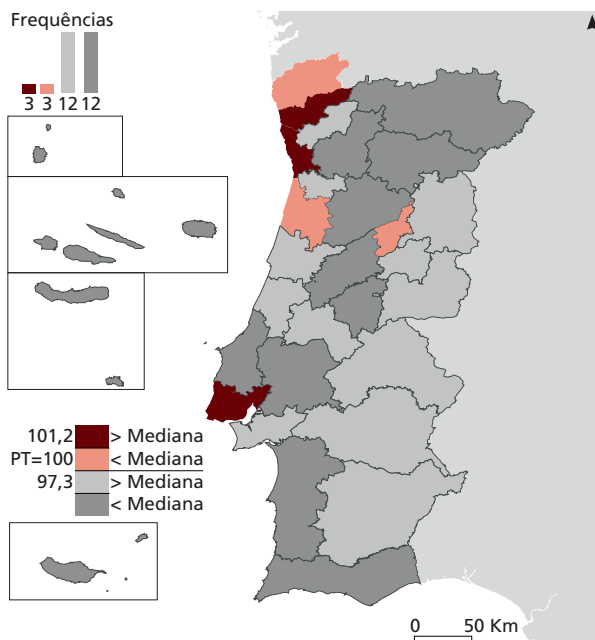 Frequências
3 3 12 12
101,2 > Mediana
PT=100 < Mediana
97,3 > Mediana
< Mediana
0 50 Km